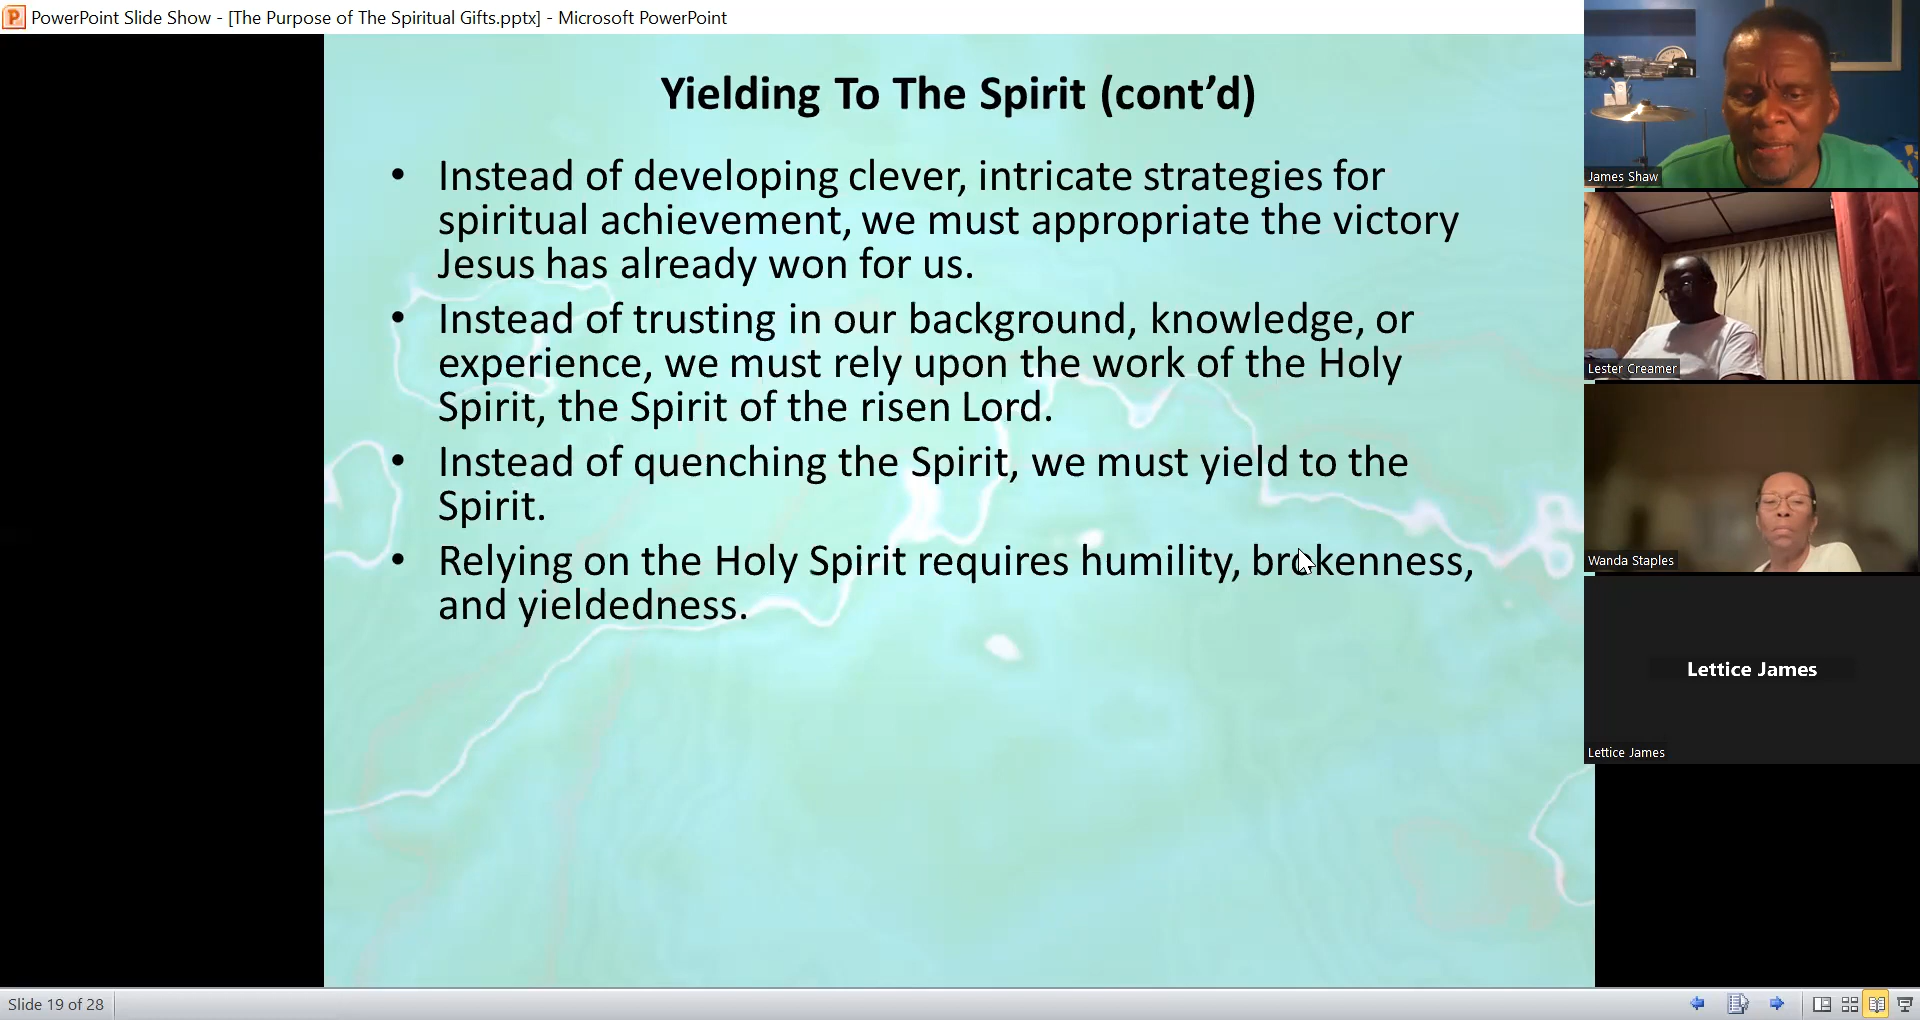 PowerPoint Slide Show - [The Purpose of The Spiritual Gifts.pptx] - Microsoft PowerPoint
Yielding To The Spirit (cont’d)
• Instead of developing clever, intricate strategies for
spiritual achievement, we must appropriate the victory
Jesus has already won for us.
• Instead of trusting in our background, knowledge, or
experience, we must rely upon the work of the Holy
Spirit, the Spirit of the risen Lord.
• Instead of quenching the Spirit, we must yield to the
Spirit.
• Relying on the Holy Spirit requires humility, brokenness,
and yieldedness.
James Shaw
Lester Creamer
Wanda Staples
Lettice James
Lettice James
Slide 19 of 28